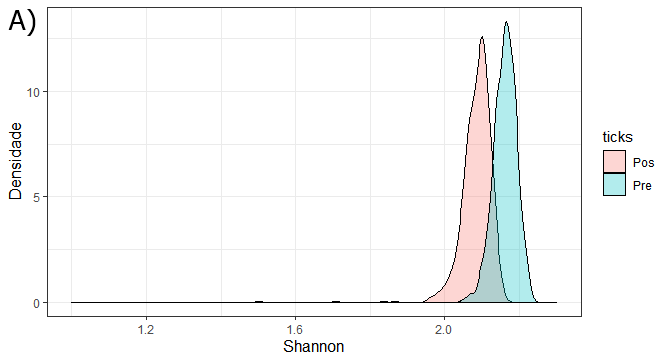 A)
Densidade
10
5
0
1.2
1.6
2.0
Shannon
ticks
Pos
Pre